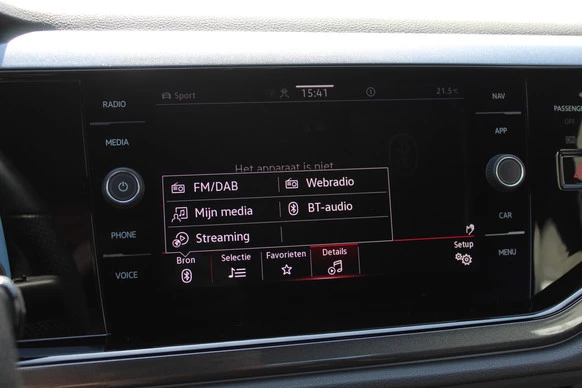 Sport 15:41 21.5°C
RADIO
NAV
MEDIA
APP
PASSENGER
OFF
Het apparaat is niet
FM/DAB Webradio
Mijn media BT-audio
Streaming
PHONE
CAR
VOICE
MENU
Bron Selectie Favorieten Details Setup